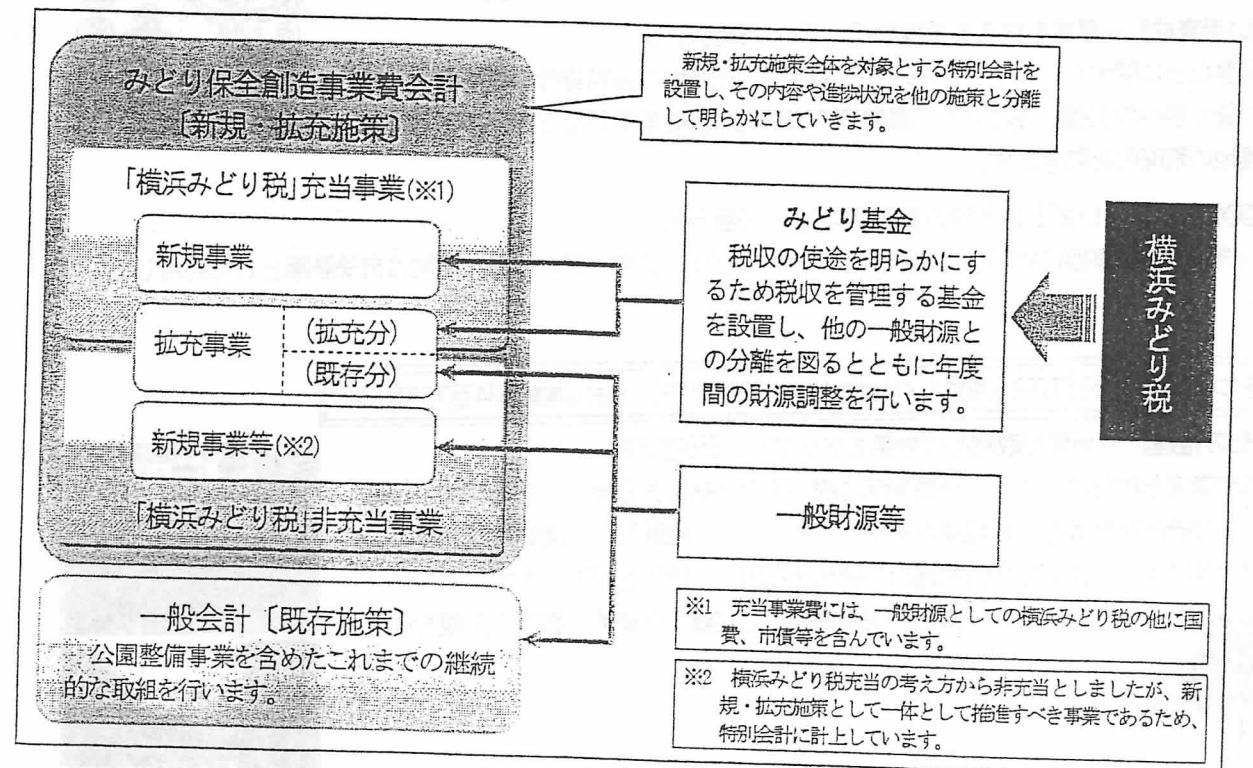 みどり保全創造事業費会計
〔新規・拡充施策〕
新規・拡充施策全体を対象とする特別会計を
設置し、その内容や進捗状況を他の施策と分離
して明らかにしていきます。
「横浜みどり税」充当事業(※1)
新規事業
拡充事業
(拡充分)
(既存分)
新規事業等(※2)
「横浜みどり税」非充当事業
一般会計〔既存施策〕
公園整備事業を含めたこれまでの継続
的な取組を行います。
みどり基金
税収の使途を明らかにす
るため税収を管理する基金
を設置し、他の一般財源と
の分離を図るとともに年度
間の財源調整を行います。
横浜みどり税
一般財源等
※1 充当事業費には、一般財源としての横浜みどり税の他に国
費、市債等を含んでいます。
※2 横浜みどり税充当の考え方から非充当としましたが、新
規・拡充施策として一体として推進すべき事業であるため、
特別会計に計上しています。